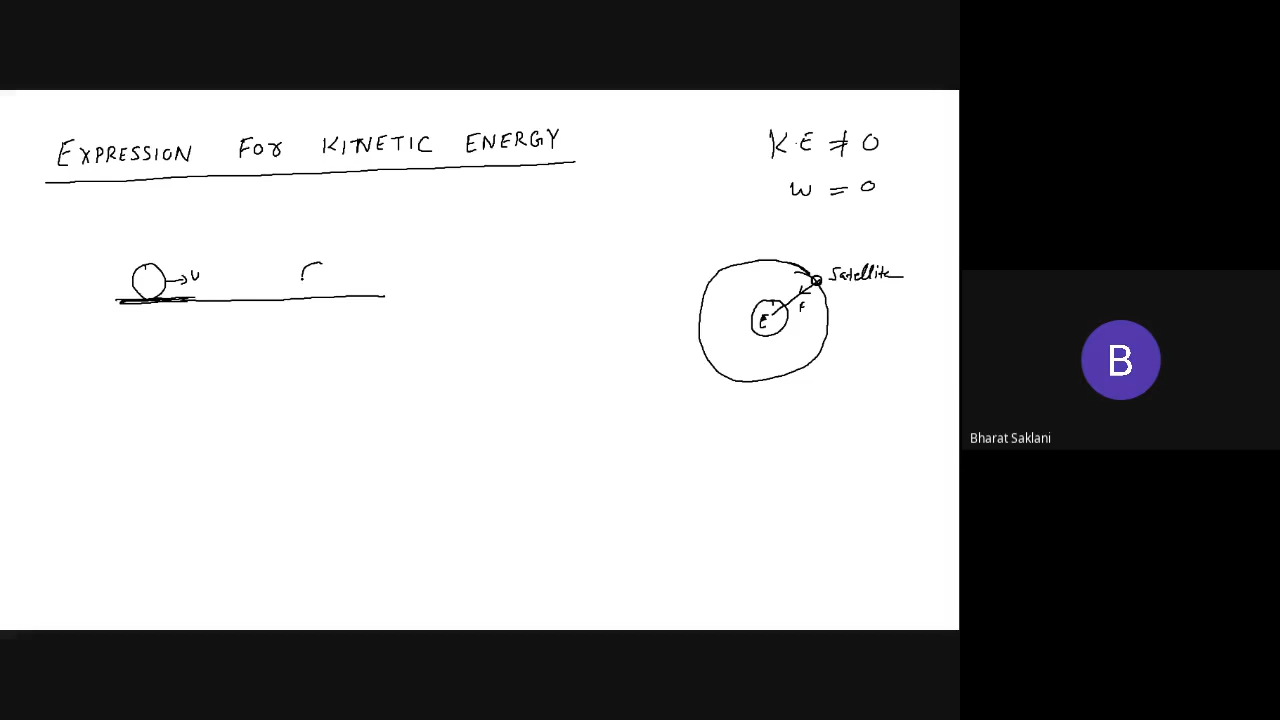 EXPRESSION FOR KINETIC ENERGY
K.E ≠ 0
W = 0
U
Satellite
F
E
B
Bharat Saklani